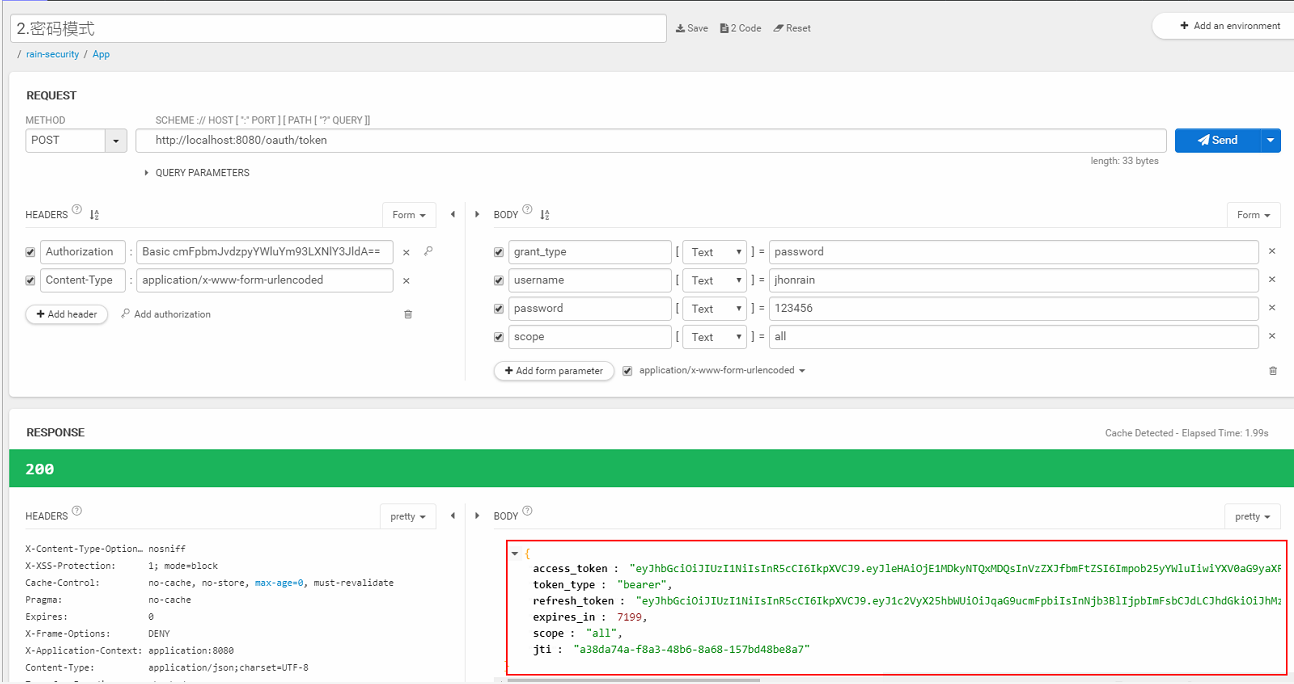 2.密码模式
Save 2 Code Reset
+ Add an environment
/ rain-security / App
REQUEST
METHOD
SCHEME :// HOST [ ":" PORT ] [ PATH [ "?" QUERY ]]
POST
http://localhost:8080/oauth/token
Send
length: 33 bytes
QUERY PARAMETERS
HEADERS ? Form
BODY ? Form
Authorization : Basic cmFpbmJvdzpyYWluYm93LXNlY3JldA== ×
Content-Type : application/x-www-form-urlencoded ×
+ Add header Add authorization
grant_type [ Text ] = password ×
username [ Text ] = jhonrain ×
password [ Text ] = 123456 ×
scope [ Text ] = all ×
+ Add form parameter application/x-www-form-urlencoded
RESPONSE
Cache Detected - Elapsed Time: 1.99s
200
HEADERS ? pretty
BODY ? pretty
X-Content-Type-Option… nosniff
X-XSS-Protection: 1; mode=block
Cache-Control: no-cache, no-store, max-age=0, must-revalidate
Pragma: no-cache
Expires: 0
X-Frame-Options: DENY
X-Application-Context: application:8080
Content-Type: application/json;charset=UTF-8
{
access_token : "eyJhbGciOiJIUzI1NiIsInR5cCI6IkpXVCJ9.eyJleHAiOjE1MDkyNTQxMDQsInVzZXJfbmFtZSI6Impob25yYWluIiwiYXV0aG9yaXR
token_type : "bearer",
refresh_token : "eyJhbGciOiJIUzI1NiIsInR5cCI6IkpXVCJ9.eyJ1c2VyX25hbWUiOiJqaG9ucmFpbiIsInNjb3BlIjpbImFsbCJdLCJhdGkiOiJhMz
expires_in : 7199,
scope : "all",
jti : "a38da74a-f8a3-48b6-8a68-157bd48be8a7"